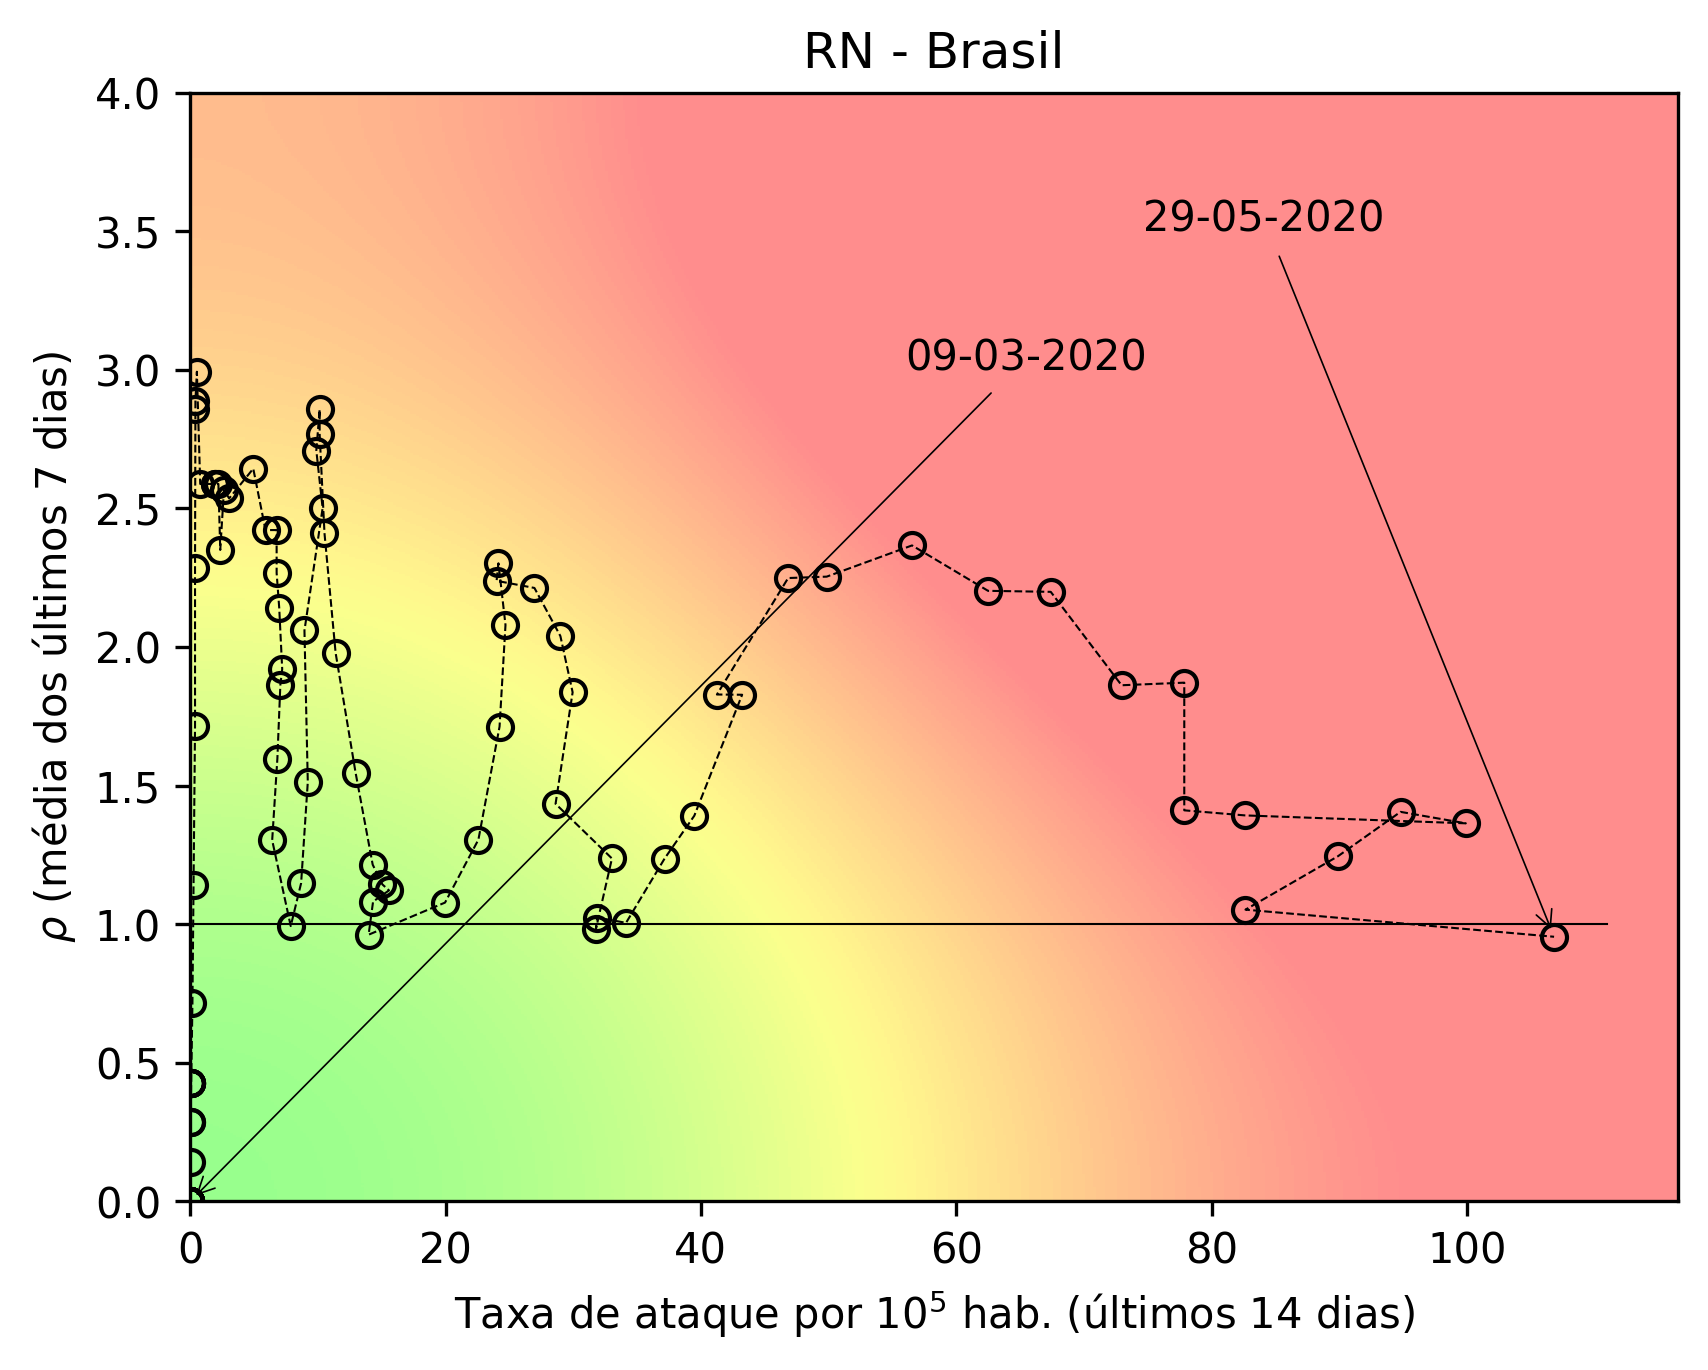 RN - Brasil
4.0
3.5
3.0
2.5
2.0
1.5
1.0
0.5
0.0
ρ (média dos últimos 7 dias)
29-05-2020
09-03-2020
0 20 40 60 80 100
Taxa de ataque por 10⁵ hab. (últimos 14 dias)